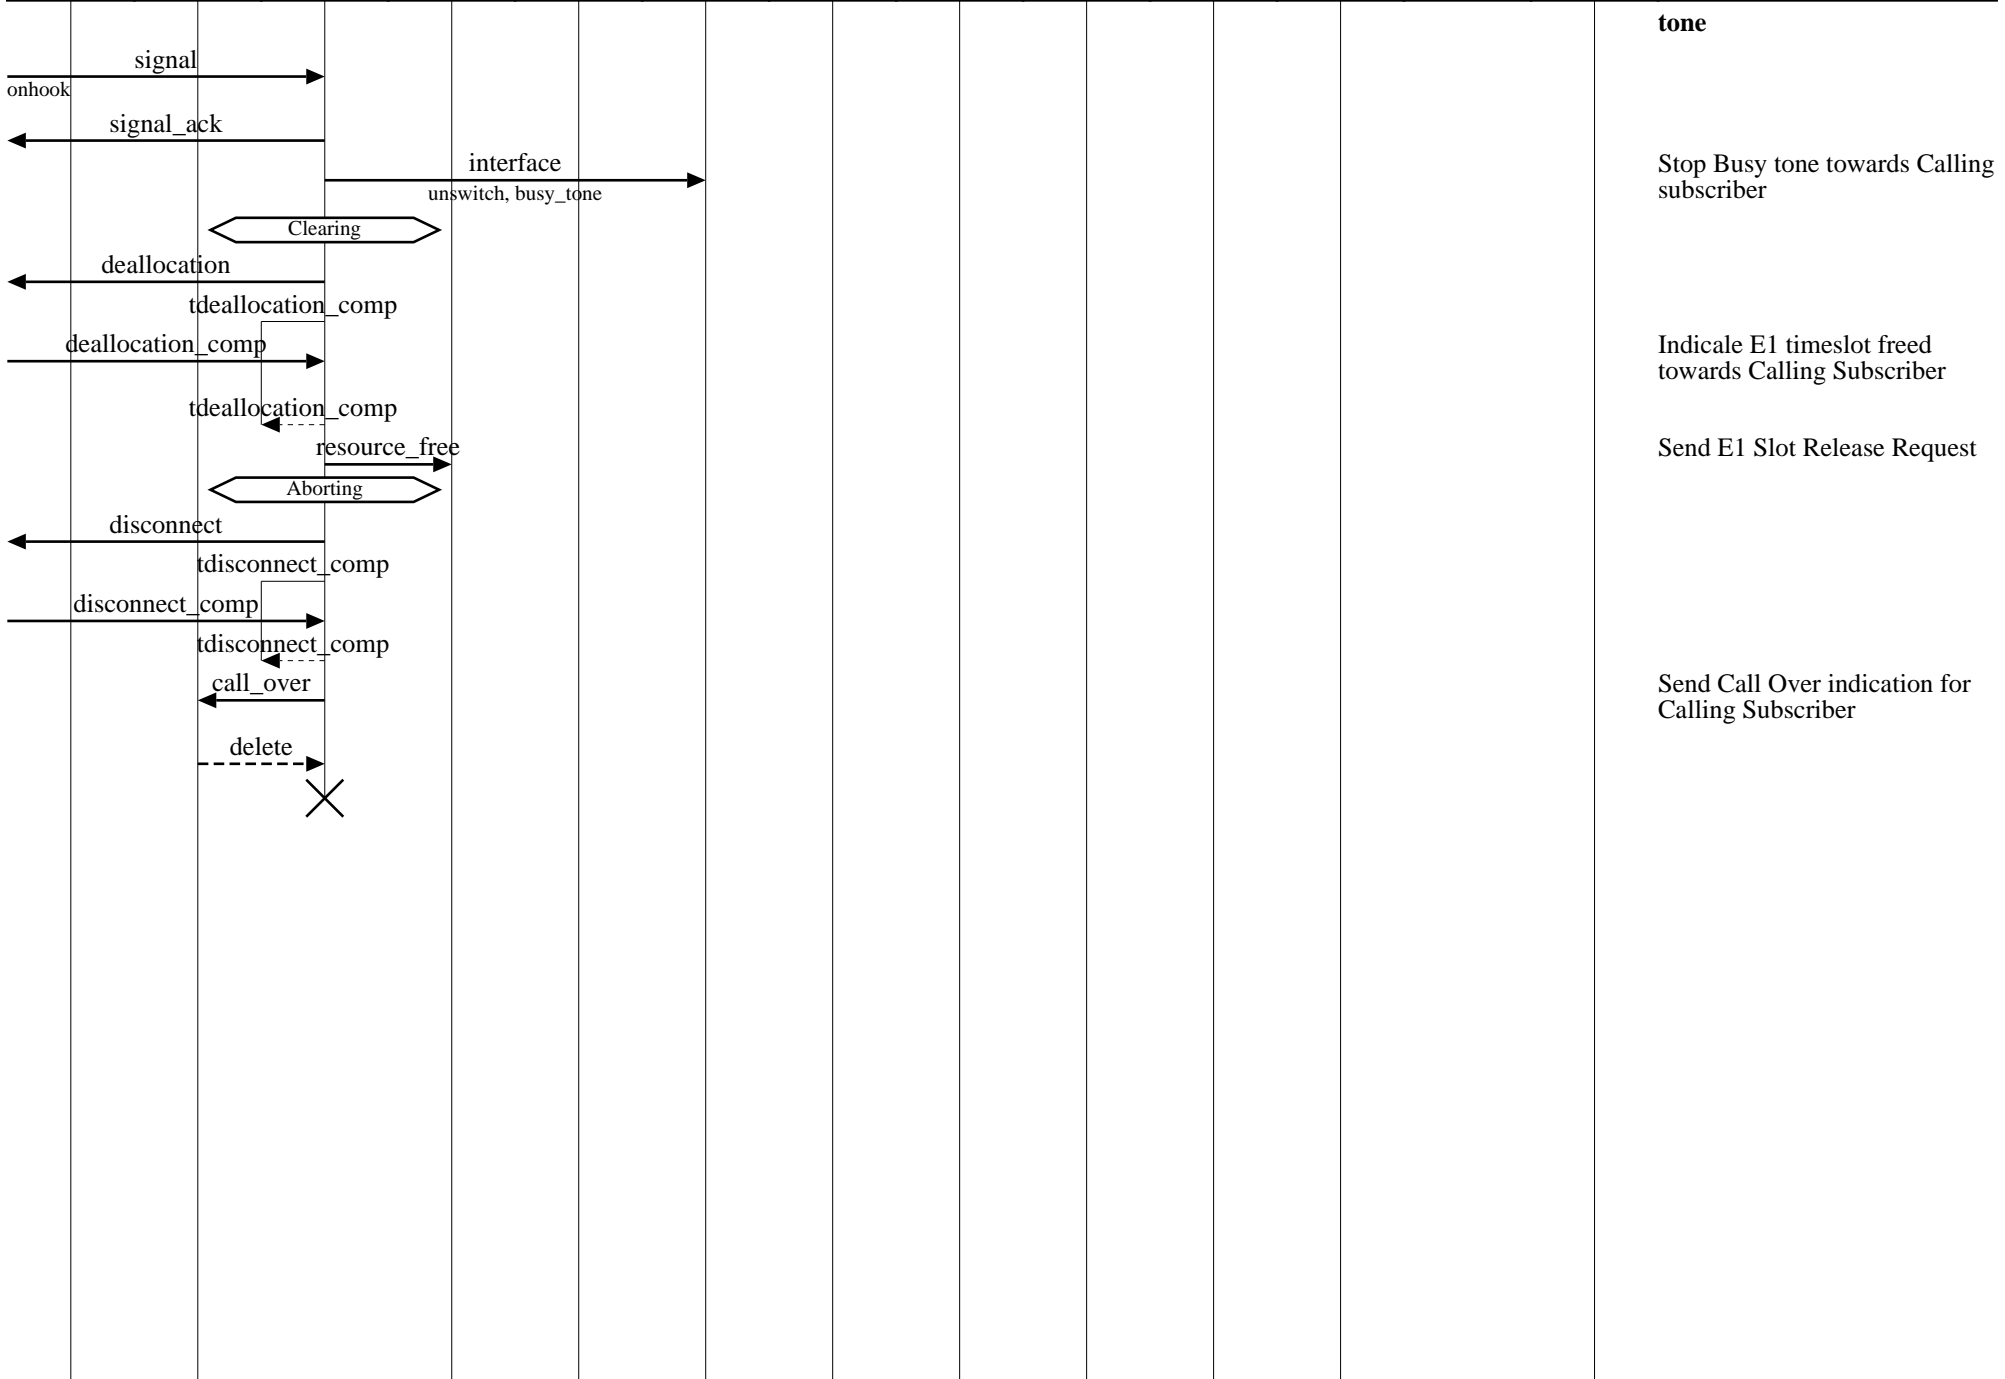 tone
signal
onhook
signal_ack
interface
unswitch, busy_tone
Stop Busy tone towards Calling
subscriber
Clearing
deallocation
tdeallocation_comp
deallocation_comp
Indicale E1 timeslot freed
towards Calling Subscriber
tdeallocation_comp
resource_free
Send E1 Slot Release Request
Aborting
disconnect
tdisconnect_comp
disconnect_comp
tdisconnect_comp
call_over
Send Call Over indication for
Calling Subscriber
delete